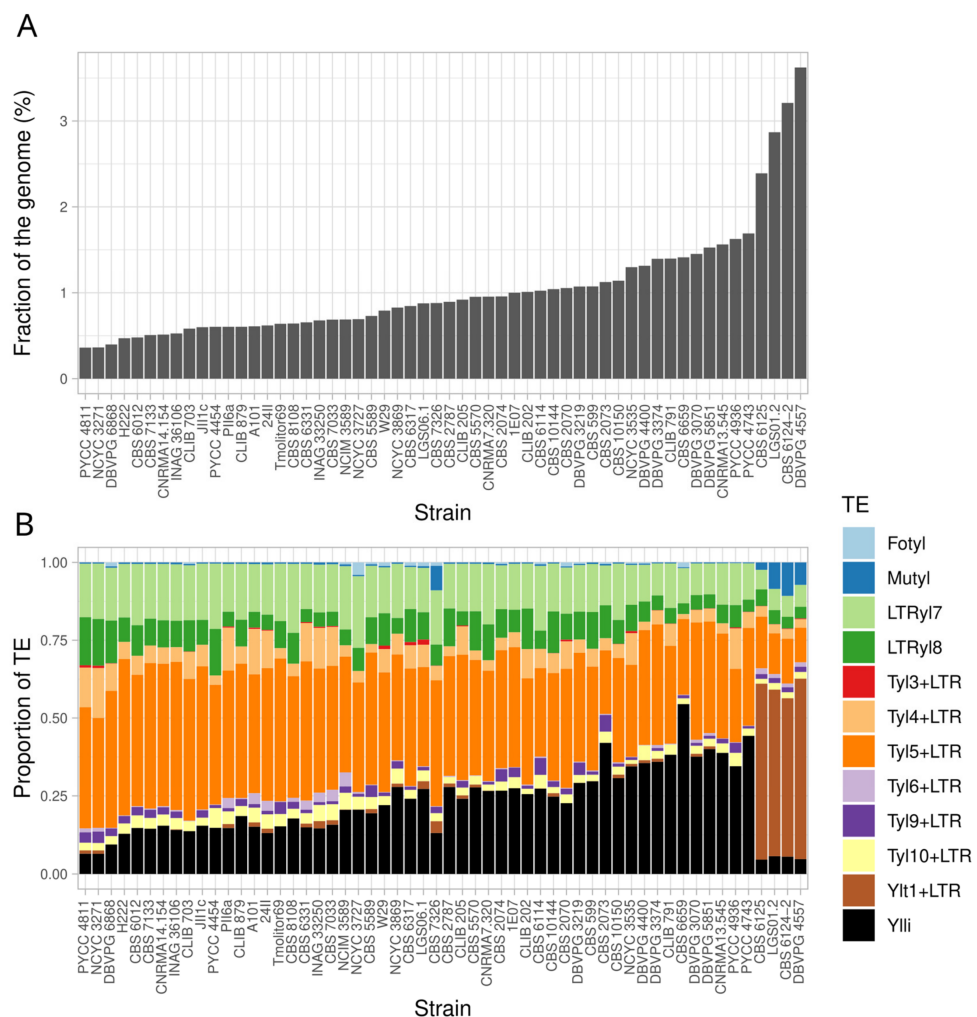 A
Fraction of the genome (%)
3
2
1
0
PYCC 4811
NCYC 3271
DBVPG 6868
H222
CBS 6012
CBS 7133
CNRMA14.154
INAG 36106
CLIB 703
JII1c
PYCC 4454
PII6a
CLIB 879
A101
24II
Tmoliton69
CBS 8108
CBS 6331
INAG 33250
CBS 7033
NCIM 3589
NCYC 3727
CBS 5589
W29
NCYC 3869
CBS 6317
LGS06.1
CBS 7326
CBS 2787
CLIB 205
CBS 5570
CNRMA7.320
CBS 2074
1E07
CLIB 202
CBS 6114
CBS 10144
CBS 2070
DBVPG 3219
CBS 599
CBS 2073
CBS 10150
NCYC 3535
DBVPG 4400
DBVPG 3374
CLIB 791
CBS 6659
DBVPG 3070
DBVPG 5851
CNRMA13.545
PYCC 4936
PYCC 4743
CBS 6125
LGS01.2
CBS 6124−2
DBVPG 4557
Strain
B
Proportion of TE
1.00
0.75
0.50
0.25
0.00
PYCC 4811
NCYC 3271
DBVPG 6868
H222
CBS 6012
CBS 7133
CNRMA14.154
INAG 36106
CLIB 703
JII1c
PYCC 4454
PII6a
CLIB 879
A101
24II
Tmoliton69
CBS 8108
CBS 6331
INAG 33250
CBS 7033
NCIM 3589
NCYC 3727
CBS 5589
W29
NCYC 3869
CBS 6317
LGS06.1
CBS 7326
CBS 2787
CLIB 205
CBS 5570
CNRMA7.320
CBS 2074
1E07
CLIB 202
CBS 6114
CBS 10144
CBS 2070
DBVPG 3219
CBS 599
CBS 2073
CBS 10150
NCYC 3535
DBVPG 4400
DBVPG 3374
CLIB 791
CBS 6659
DBVPG 3070
DBVPG 5851
CNRMA13.545
PYCC 4936
PYCC 4743
CBS 6125
LGS01.2
CBS 6124−2
DBVPG 4557
Strain
TE
Fotyl
Mutyl
LTRyl7
LTRyl8
Tyl3+LTR
Tyl4+LTR
Tyl5+LTR
Tyl6+LTR
Tyl9+LTR
Tyl10+LTR
Ylt1+LTR
Ylli